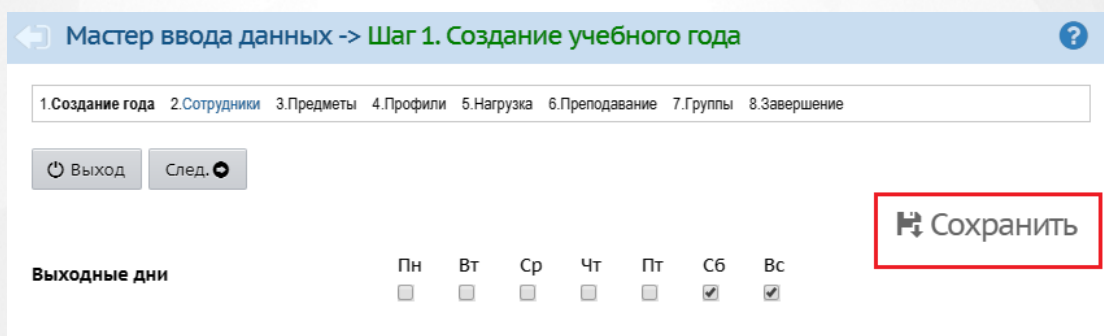 Мастер ввода данных -> Шаг 1. Создание учебного года ?
1.Создание года 2.Сотрудники 3.Предметы 4.Профили 5.Нагрузка 6.Преподавание 7.Группы 8.Завершение
Выход След.
Сохранить
Выходные дни Пн Вт Ср Чт Пт Сб Вс